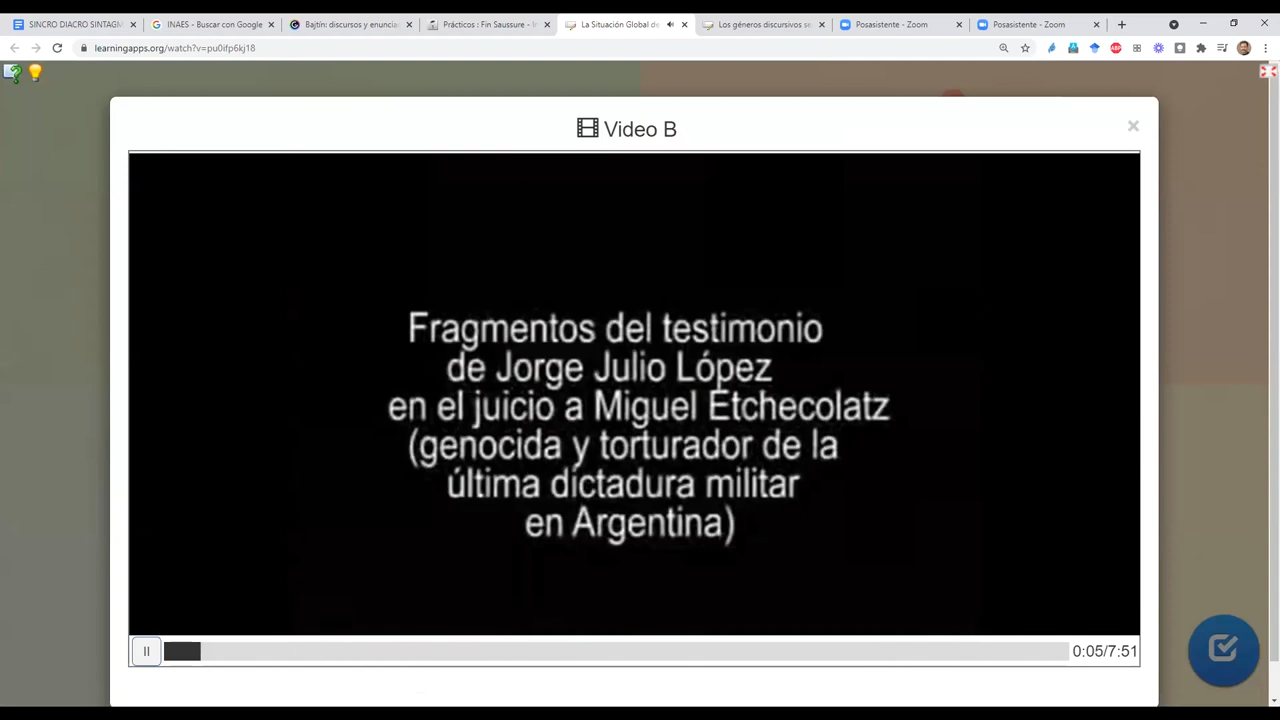 SINCRO DIACRO SINTAGM
INAES - Buscar con Google
Bajtín: discursos y enuncia
Prácticos : Fin Saussure - I
La Situación Global de
Los géneros discursivos se
Posasistente - Zoom
Posasistente - Zoom
learningapps.org/watch?v=pu0ifp6kj18
Video B
Fragmentos del testimonio
de Jorge Julio López
en el juicio a Miguel Etchecolatz
(genocida y torturador de la
última dictadura militar
en Argentina)
0:05/7:51